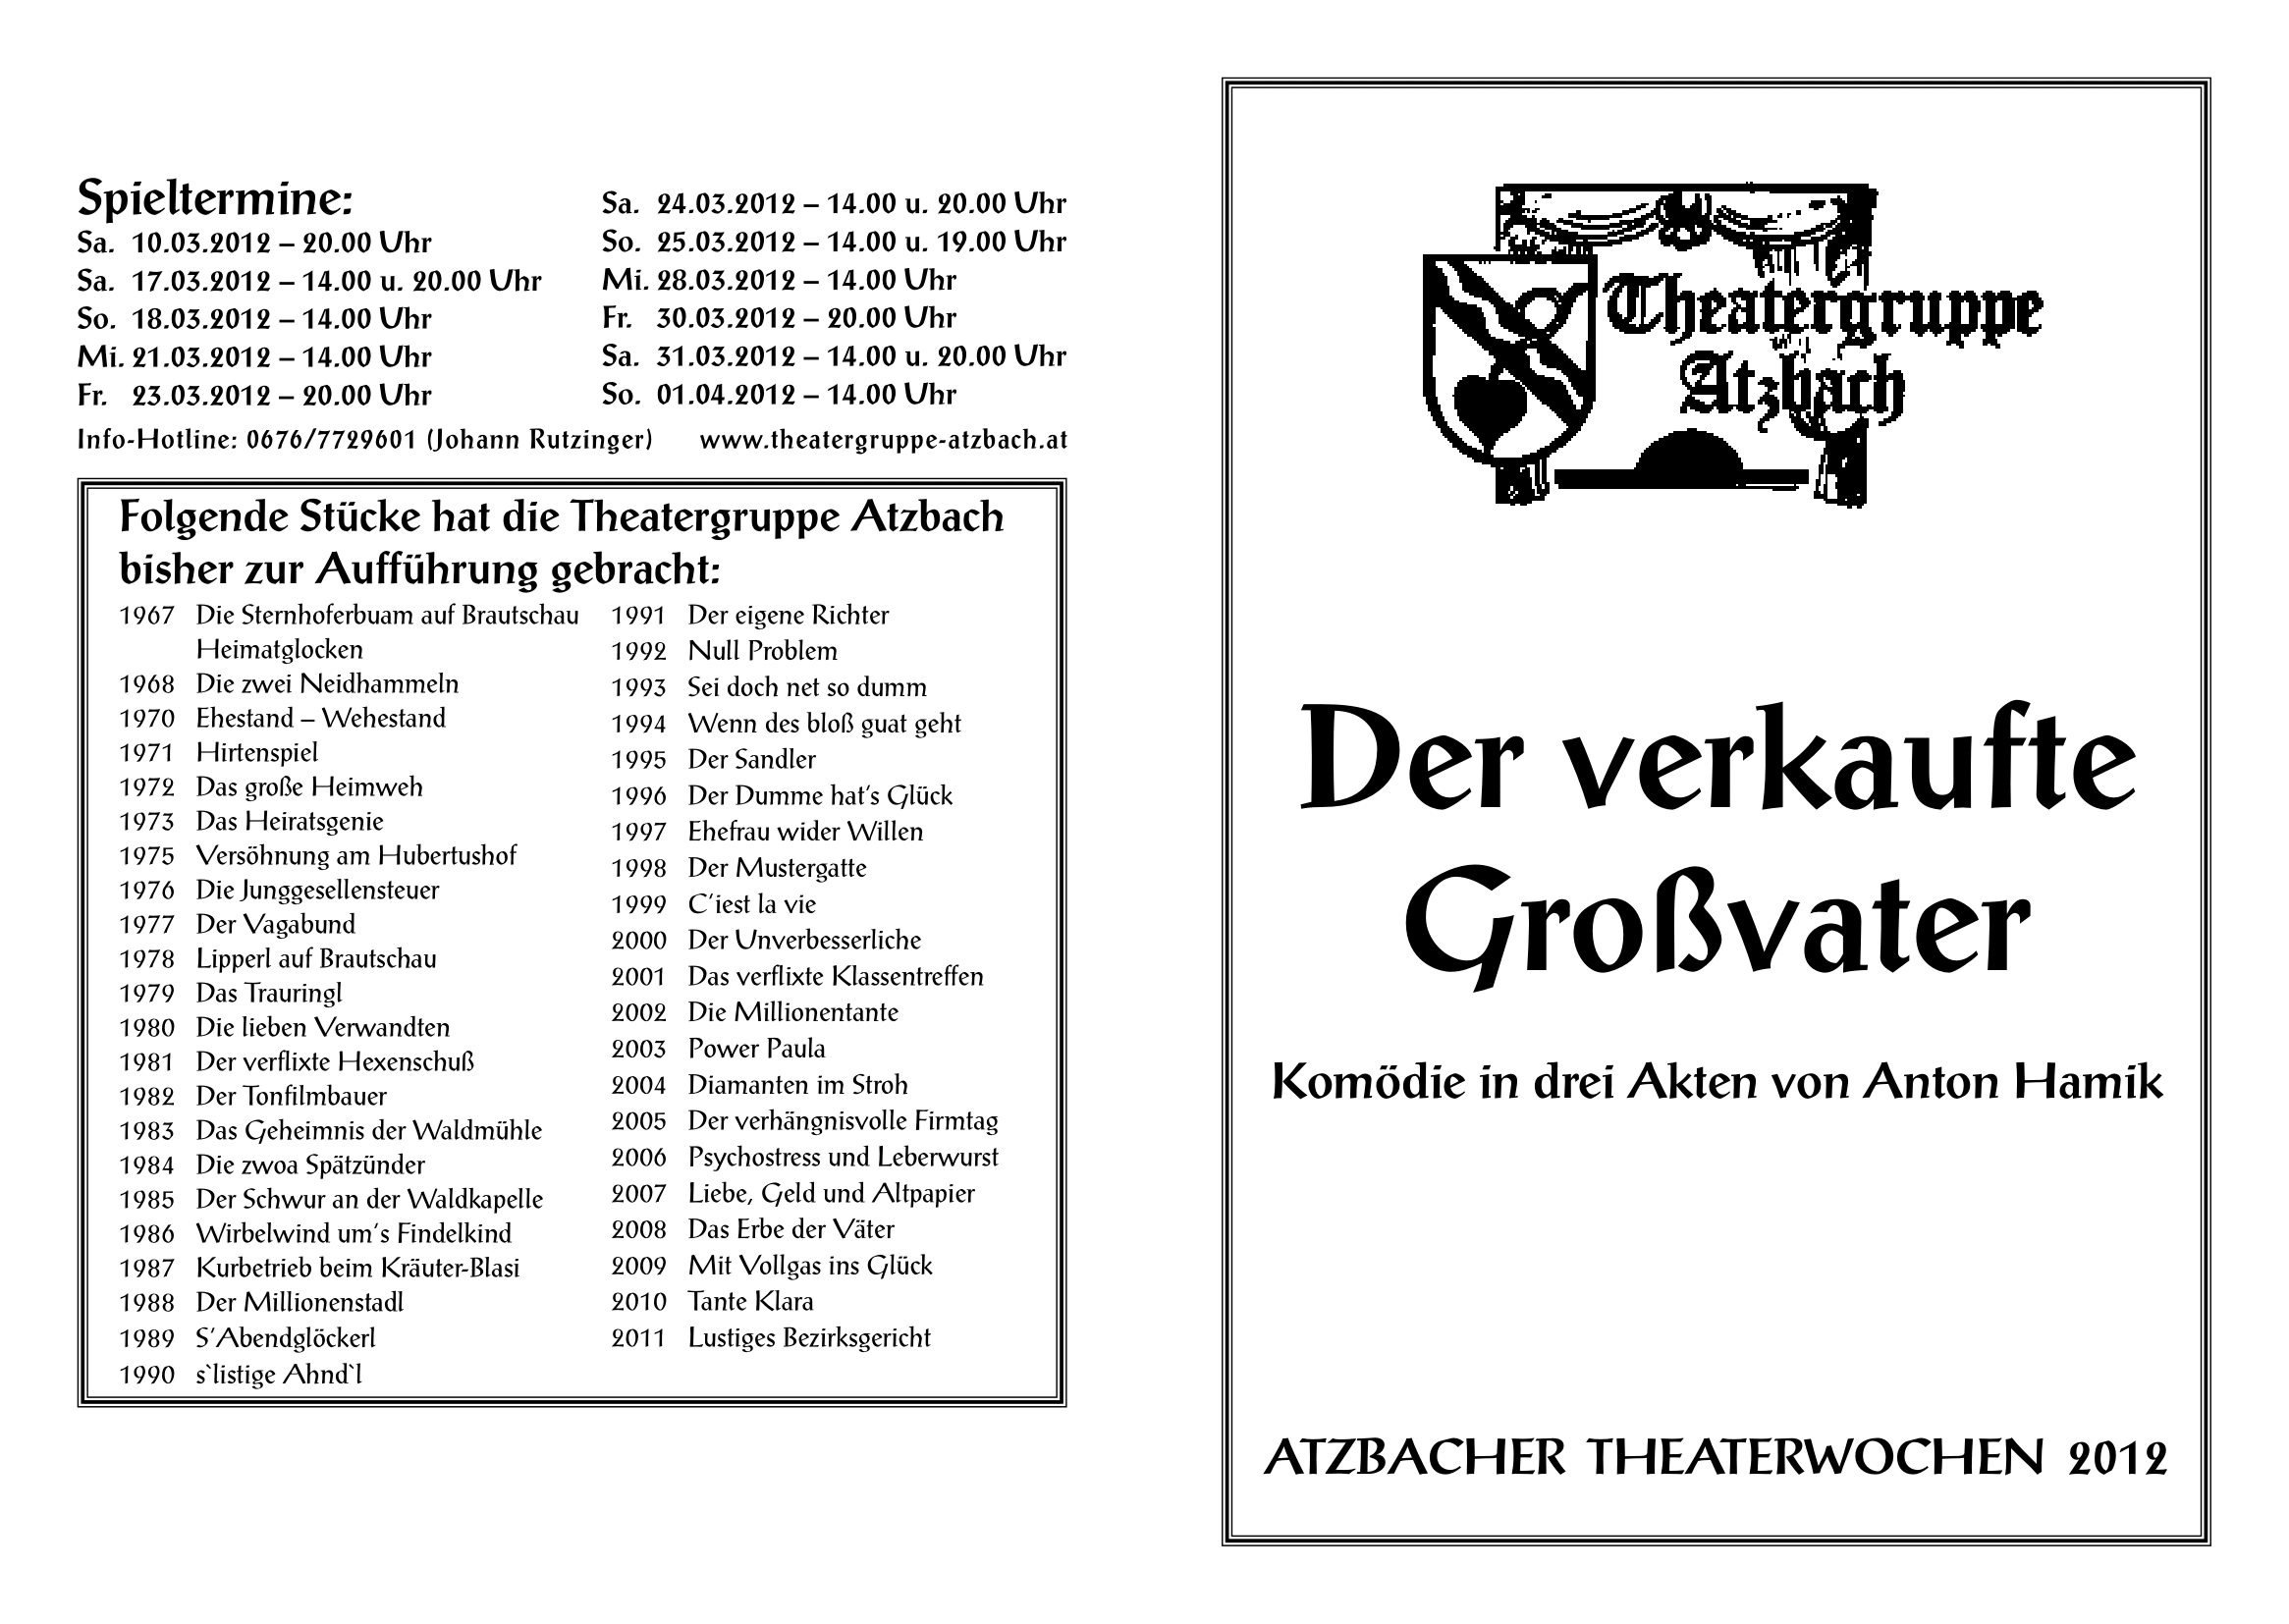 Spieltermine:
Sa. 10.03.2012 – 20.00 Uhr
Sa. 17.03.2012 – 14.00 u. 20.00 Uhr
So. 18.03.2012 – 14.00 Uhr
Mi. 21.03.2012 – 14.00 Uhr
Fr. 23.03.2012 – 20.00 Uhr
Sa. 24.03.2012 – 14.00 u. 20.00 Uhr
So. 25.03.2012 – 14.00 u. 19.00 Uhr
Mi. 28.03.2012 – 14.00 Uhr
Fr. 30.03.2012 – 20.00 Uhr
Sa. 31.03.2012 – 14.00 u. 20.00 Uhr
So. 01.04.2012 – 14.00 Uhr
Info-Hotline: 0676/7729601 (Johann Rutzinger) www.theatergruppe-atzbach.at
Folgende Stücke hat die Theatergruppe Atzbach
bisher zur Aufführung gebracht:
1967 Die Sternhoferbuam auf Brautschau
Heimatglocken
1968 Die zwei Neidhammeln
1970 Ehestand – Wehestand
1971 Hirtenspiel
1972 Das große Heimweh
1973 Das Heiratsgenie
1975 Versöhnung am Hubertushof
1976 Die Junggesellensteuer
1977 Der Vagabund
1978 Lipperl auf Brautschau
1979 Das Trauringl
1980 Die lieben Verwandten
1981 Der verflixte Hexenschuß
1982 Der Tonfilmbauer
1983 Das Geheimnis der Waldmühle
1984 Die zwoa Spätzünder
1985 Der Schwur an der Waldkapelle
1986 Wirbelwind um's Findelkind
1987 Kurbetrieb beim Kräuter-Blasi
1988 Der Millionenstadl
1989 S'Abendglöckerl
1990 s`listige Ahnd`l
1991 Der eigene Richter
1992 Null Problem
1993 Sei doch net so dumm
1994 Wenn des bloß guat geht
1995 Der Sandler
1996 Der Dumme hat's Glück
1997 Ehefrau wider Willen
1998 Der Mustergatte
1999 C'iest la vie
2000 Der Unverbesserliche
2001 Das verflixte Klassentreffen
2002 Die Millionentante
2003 Power Paula
2004 Diamanten im Stroh
2005 Der verhängnisvolle Firmtag
2006 Psychostress und Leberwurst
2007 Liebe, Geld und Altpapier
2008 Das Erbe der Väter
2009 Mit Vollgas ins Glück
2010 Tante Klara
2011 Lustiges Bezirksgericht
Theatergruppe
Atzbach
Der verkaufte
Großvater
Komödie in drei Akten von Anton Hamik
ATZBACHER THEATERWOCHEN 2012